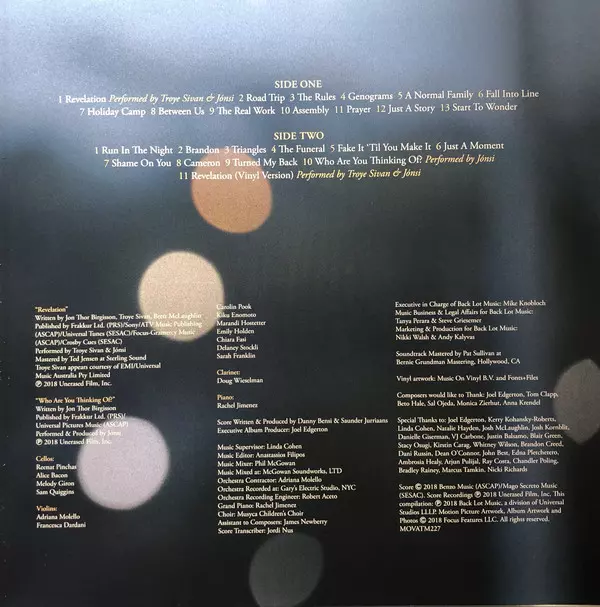 SIDE ONE
1 Revelation Performed by Troye Sivan & Jónsi 2 Road Trip 3 The Rules 4 Genograms 5 A Normal Family 6 Fall Into Line
7 Holiday Camp 8 Between Us 9 The Real Work 10 Assembly 11 Prayer 12 Just A Story 13 Start To Wonder
SIDE TWO
1 Run In The Night 2 Brandon 3 Triangles 4 The Funeral 5 Fake It 'Til You Make It 6 Just A Moment
7 Shame On You 8 Cameron 9 Turned My Back 10 Who Are You Thinking Of? Performed by Jónsi
11 Revelation (Vinyl Version) Performed by Troye Sivan & Jónsi
"Revelation"
Written by Jon Thor Birgisson, Troye Sivan, Brett McLaughlin
Published by Frakkur Ltd. (PRS)/Sony/ATV Music Publishing
(ASCAP)/Universal Tunes (SESAC)/Focus-Gramercy Music
(ASCAP)/Crosby Cues (SESAC)
Performed by Troye Sivan & Jónsi
Mastered by Ted Jensen at Sterling Sound
Troye Sivan appears courtesy of EMI/Universal
Music Australia Pty Limited
℗ 2018 Unerased Film, Inc.
"Who Are You Thinking Of?"
Written by Jon Thor Birgisson
Published by Frakkur Ltd. (PRS)/
Universal Pictures Music (ASCAP)
Performed & Produced by Jónsi
℗ 2018 Unerased Film, Inc.
Cellos:
Reenat Pinchas
Alice Bacon
Melody Giron
Sam Quiggins
Violins:
Adriana Molello
Francesca Dardani
Carolin Pook
Kiku Enomoto
Marandi Hostetter
Emily Holden
Chiara Fasi
Delaney Stockli
Sarah Franklin
Clarinet:
Doug Wieselman
Piano:
Rachel Jimenez
Score Written & Produced by Danny Bensi & Saunder Jurriaans
Executive Album Producer: Joel Edgerton
Music Supervisor: Linda Cohen
Music Editor: Anastassios Filipos
Music Mixer: Phil McGowan
Music Mixed at: McGowan Soundworks, LTD
Orchestra Contractor: Adriana Molello
Orchestra Recorded at: Gary's Electric Studio, NYC
Orchestra Recording Engineer: Robert Aceto
Grand Piano: Rachel Jimenez
Choir: Musyca Children's Choir
Assistant to Composers: James Newberry
Score Transcriber: Jordi Nus
Executive in Charge of Back Lot Music: Mike Knobloch
Music Business & Legal Affairs for Back Lot Music:
Tanya Perara & Steve Griesemer
Marketing & Production for Back Lot Music:
Nikki Walsh & Andy Kalyvas
Soundtrack Mastered by Pat Sullivan at
Bernie Grundman Mastering, Hollywood, CA
Vinyl artwork: Music On Vinyl B.V. and Fonts+Files
Composers would like to Thank: Joel Edgerton, Tom Clapp,
Beto Hale, Sal Ojeda, Monica Zierhut, Anna Krendel
Special Thanks to: Joel Edgerton, Kerry Kohansky-Roberts,
Linda Cohen, Natalie Hayden, Josh McLaughlin, Josh Kornblit,
Danielle Giserman, VJ Carbone, Justin Balsamo, Blair Green,
Stacy Osugi, Kirstin Carag, Whitney Wilson, Brandon Creed,
Dani Russin, Dean O'Connor, John Best, Edna Pletchetero,
Ambrosia Healy, Arjun Pulijal, Ray Costa, Chandler Poling,
Bradley Rainey, Marcus Tamkin, Nicki Richards
Score © 2018 Benzo Music (ASCAP)/Mago Secreto Music
(SESAC). Score Recordings ℗ 2018 Unerased Film, Inc. This
compilation: ℗ 2018 Back Lot Music, a division of Universal
Studios LLLP. Motion Picture Artwork, Album Artwork and
Photos © 2018 Focus Features LLC. All rights reserved.
MOVATM227